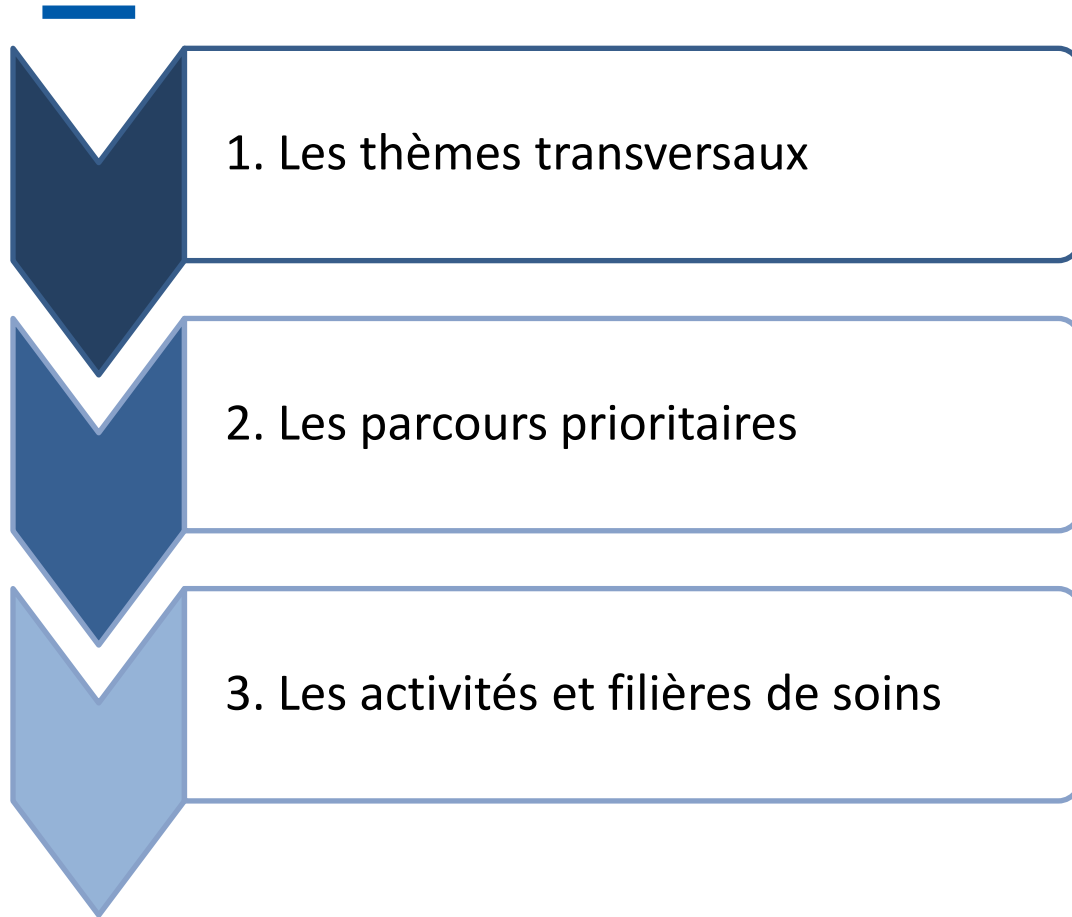 1. Les thèmes transversaux
2. Les parcours prioritaires
3. Les activités et filières de soins